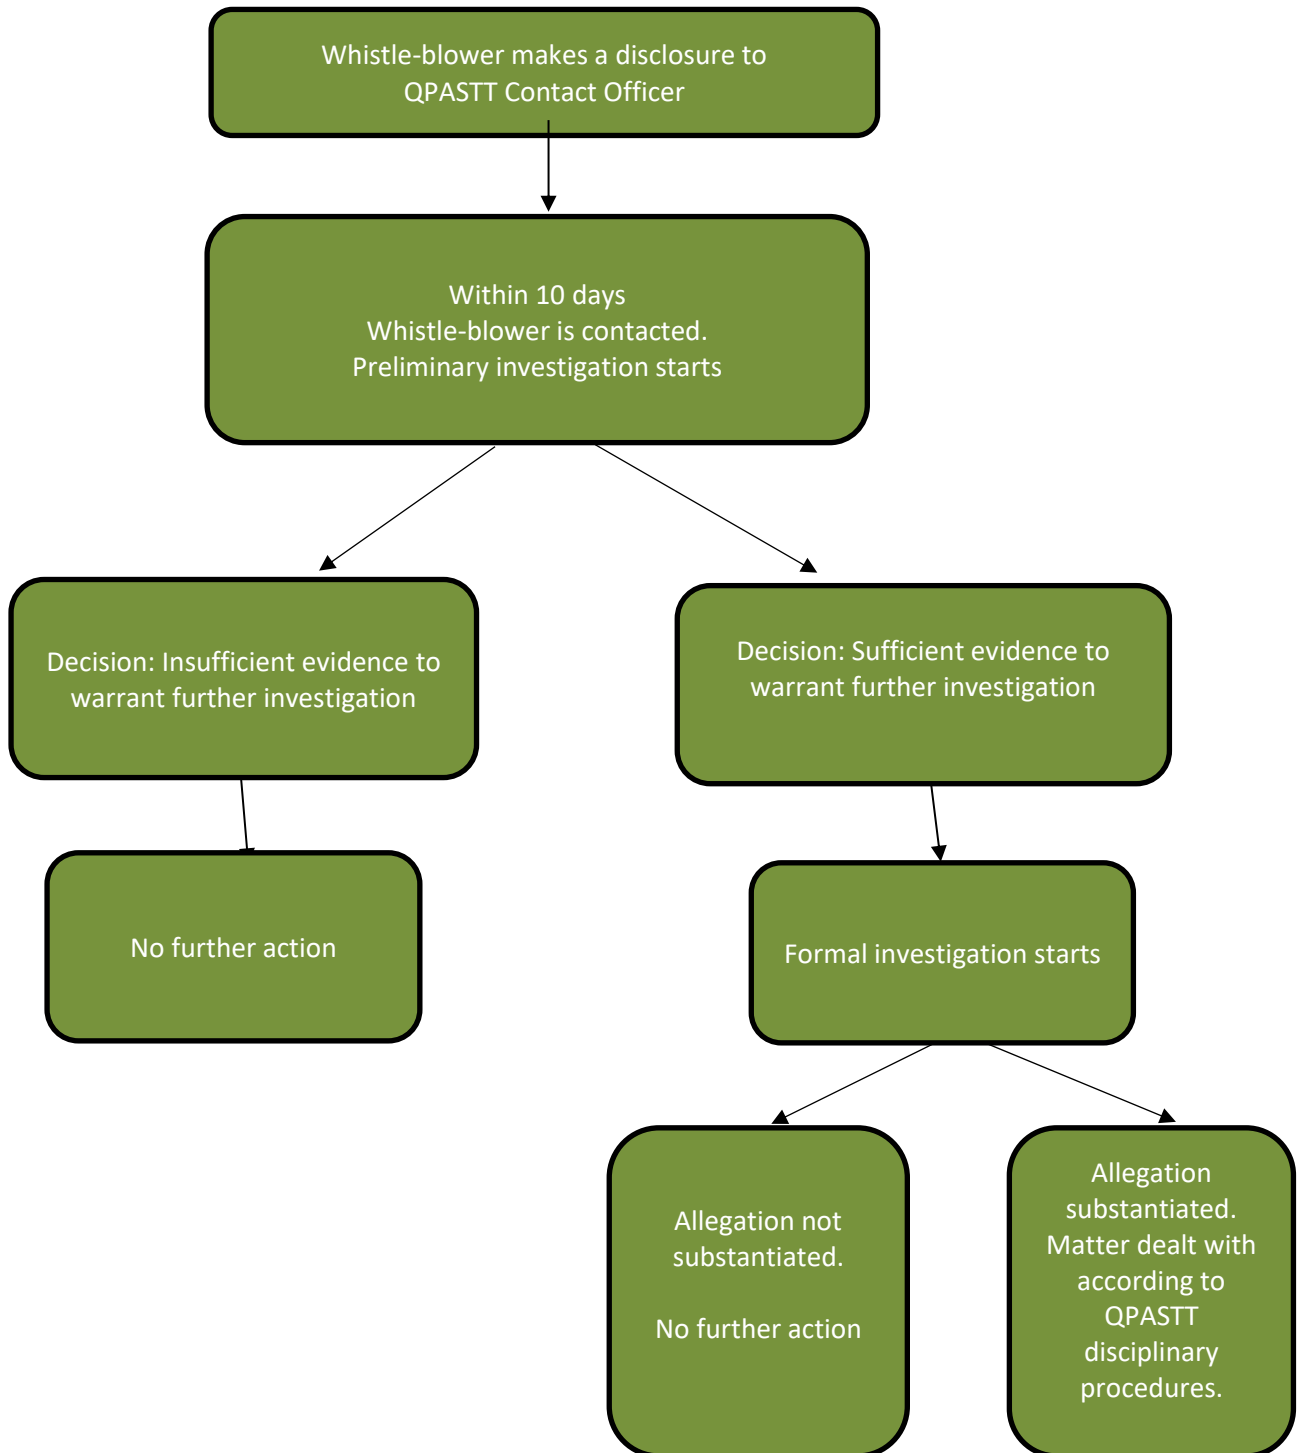 Whistle-blower makes a disclosure to
QPASTT Contact Officer
Within 10 days
Whistle-blower is contacted.
Preliminary investigation starts
Decision: Insufficient evidence to
warrant further investigation
Decision: Sufficient evidence to
warrant further investigation
No further action
Formal investigation starts
Allegation not
substantiated.
No further action
Allegation
substantiated.
Matter dealt with
according to
QPASTT
disciplinary
procedures.